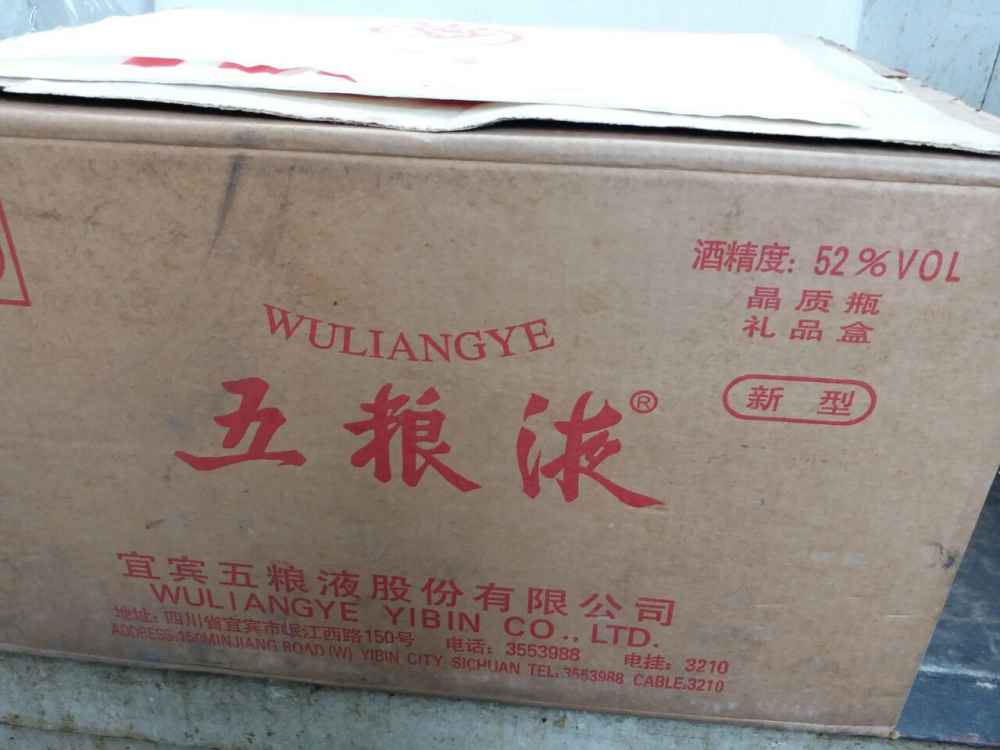 酒精度: 52%VOL
晶质瓶
礼品盒
新型
WULIANGYE
五粮液®
宜宾五粮液股份有限公司
WULIANGYE YIBIN CO., LTD.
地址: 四川省宜宾市岷江西路150号 电话: 3553988 电挂: 3210
ADDRESS:150MINJIANG ROAD (W) YIBIN CITY SICHUAN TEL:3553988 CABLE:3210